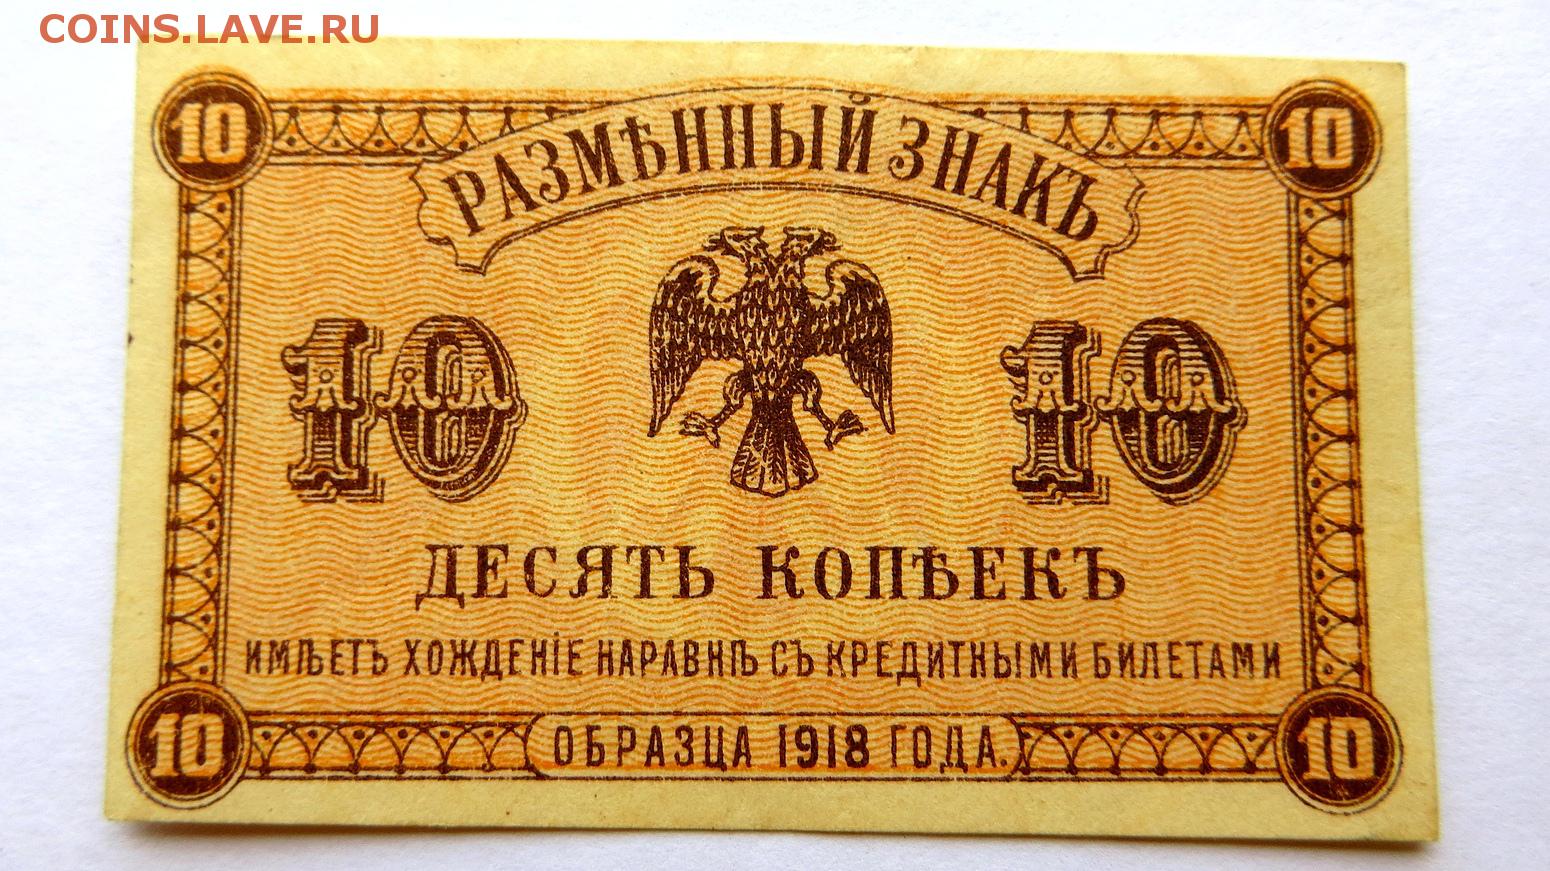 COINS.LAVE.RU
10 10
РАЗМѢННЫЙ ЗНАКЪ
10 10
ДЕСЯТЬ КОПѢЕКЪ
ИМѢЕТЪ ХОЖДЕНІЕ НАРАВНѢ СЪ КРЕДИТНЫМИ БИЛЕТАМИ
10 10
ОБРАЗЦА 1918 ГОДА.